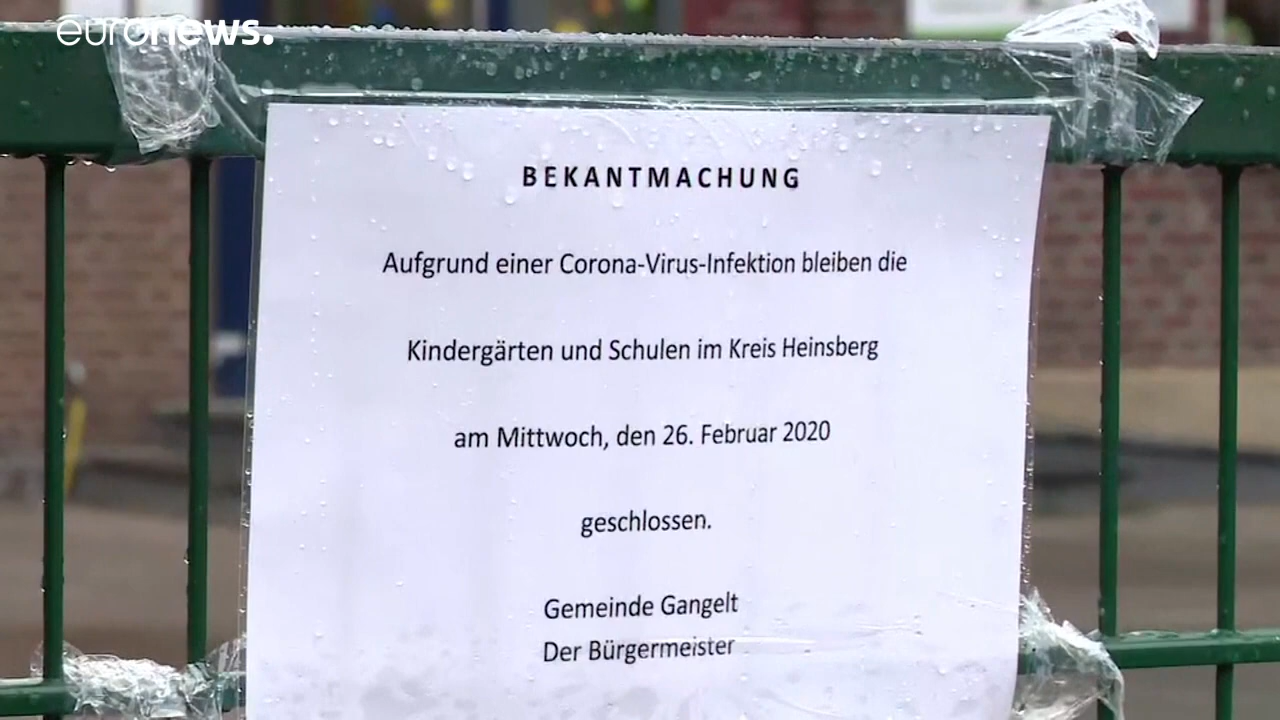 euronews.
BEKANTMACHUNG
Aufgrund einer Corona-Virus-Infektion bleiben die
Kindergärten und Schulen im Kreis Heinsberg
am Mittwoch, den 26. Februar 2020
geschlossen.
Gemeinde Gangelt
Der Bürgermeister